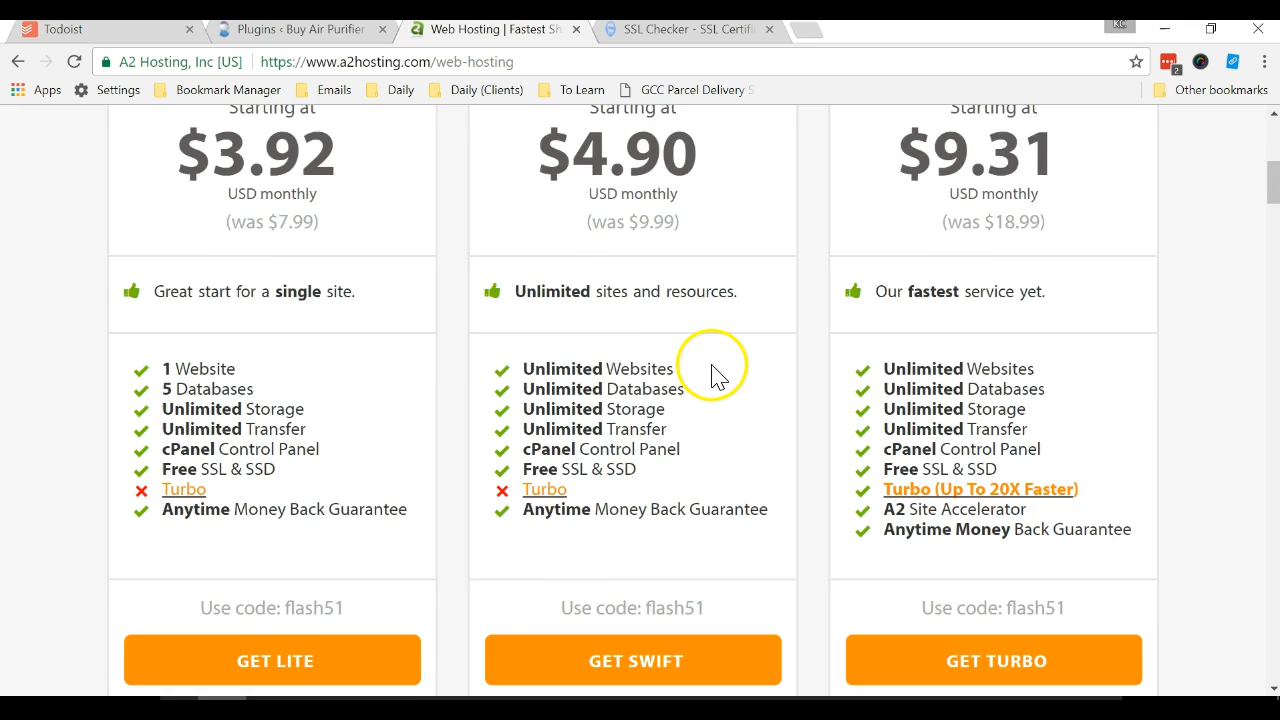 KC
Todoist
Plugins ‹ Buy Air Purifier
Web Hosting | Fastest Sh
SSL Checker - SSL Certifi
A2 Hosting, Inc [US]
https://www.a2hosting.com/web-hosting
2
Apps
Settings
Bookmark Manager
Emails
Daily
Daily (Clients)
To Learn
GCC Parcel Delivery S
Other bookmarks
Starting at
$3.92
USD monthly
(was $7.99)
Great start for a single site.
1 Website
5 Databases
Unlimited Storage
Unlimited Transfer
cPanel Control Panel
Free SSL & SSD
Turbo
Anytime Money Back Guarantee
Use code: flash51
GET LITE
Starting at
$4.90
USD monthly
(was $9.99)
Unlimited sites and resources.
Unlimited Websites
Unlimited Databases
Unlimited Storage
Unlimited Transfer
cPanel Control Panel
Free SSL & SSD
Turbo
Anytime Money Back Guarantee
Use code: flash51
GET SWIFT
Starting at
$9.31
USD monthly
(was $18.99)
Our fastest service yet.
Unlimited Websites
Unlimited Databases
Unlimited Storage
Unlimited Transfer
cPanel Control Panel
Free SSL & SSD
Turbo (Up To 20X Faster)
A2 Site Accelerator
Anytime Money Back Guarantee
Use code: flash51
GET TURBO